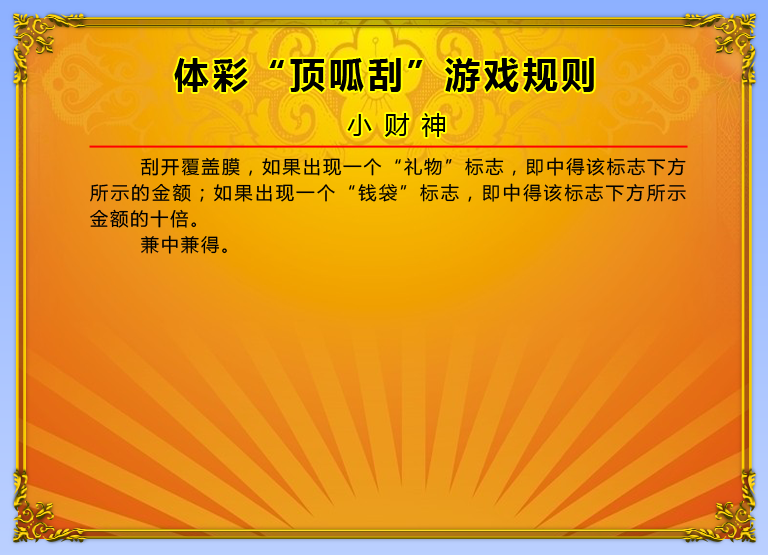 体彩“顶呱刮”游戏规则
小财神
刮开覆盖膜，如果出现一个“礼物”标志，即中得该标志下方
所示的金额；如果出现一个“钱袋”标志，即中得该标志下方所示
金额的十倍。
兼中兼得。